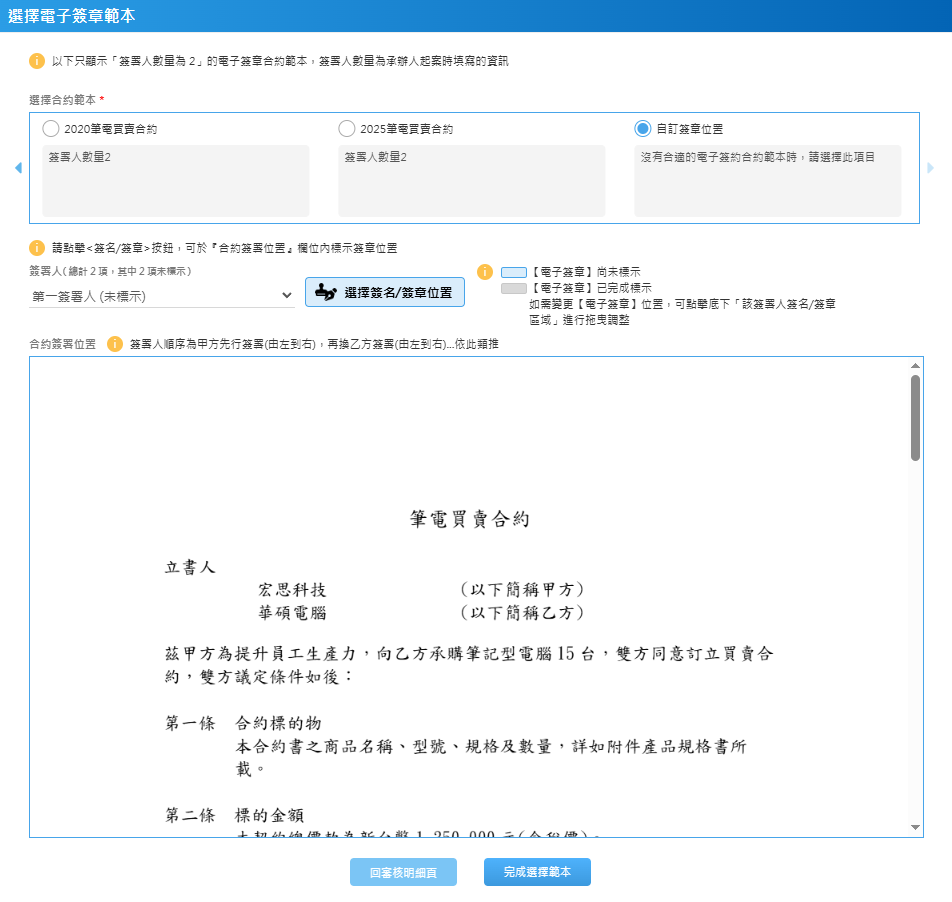 選擇電子簽章範本
以下只顯示「簽署人數量為 2」的電子簽章合約範本，簽署人數量為承辦人起案時填寫的資訊
選擇合約範本 *
2020筆電買賣合約
簽署人數量2
2025筆電買賣合約
簽署人數量2
自訂簽章位置
沒有合適的電子簽約合約範本時，請選擇此項目
請點擊<簽名/簽章>按鈕，可於『合約簽署位置』欄位內標示簽章位置
簽署人( 總計 2 項，其中 2 項未標示 )
第一簽署人 (未標示)
選擇簽名/簽章位置
【電子簽章】尚未標示
【電子簽章】已完成標示
如需變更【電子簽章】位置，可點擊底下「該簽署人簽名/簽章
區域」進行拖曳調整
合約簽署位置
簽署人順序為甲方先行簽署(由左到右)，再換乙方簽署(由左到右)...依此類推
筆電買賣合約
立書人
宏思科技 （以下簡稱甲方）
華碩電腦 （以下簡稱乙方）
茲甲方為提升員工生產力，向乙方承購筆記型電腦 15 台，雙方同意訂立買賣合
約，雙方議定條件如後：
第一條 合約標的物
本合約書之商品名稱、型號、規格及數量，詳如附件產品規格書所
載。
第二條 標的金額
本契約總價款為新台幣 1,250,000 元(含稅價)。
回審核明細頁
完成選擇範本